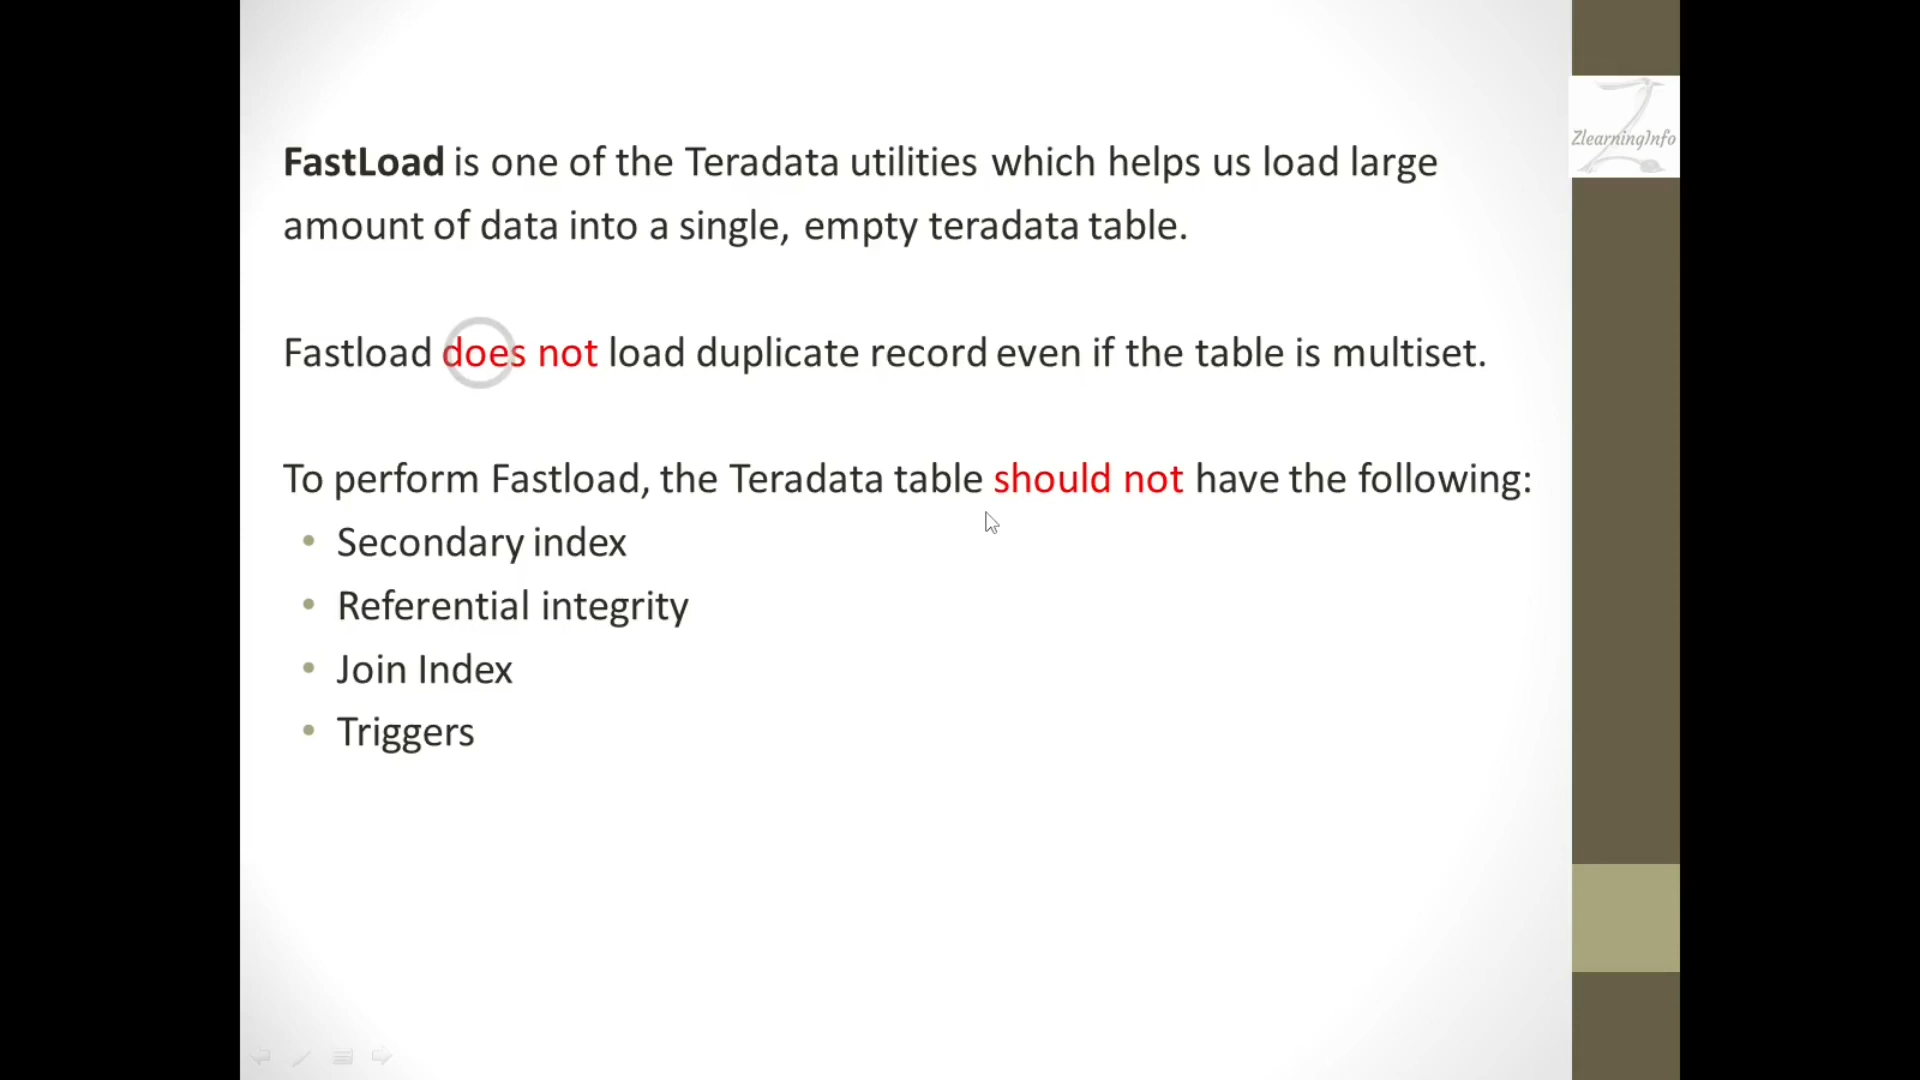 FastLoad is one of the Teradata utilities which helps us load large
amount of data into a single, empty teradata table.
Fastload does not load duplicate record even if the table is multiset.
To perform Fastload, the Teradata table should not have the following:
• Secondary index
• Referential integrity
• Join Index
• Triggers
ZlearningInfo